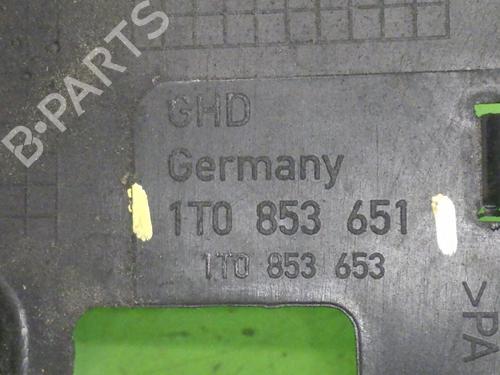 B-PARTS
GHD
Germany
1T0 853 651
1T0 853 653
>PA